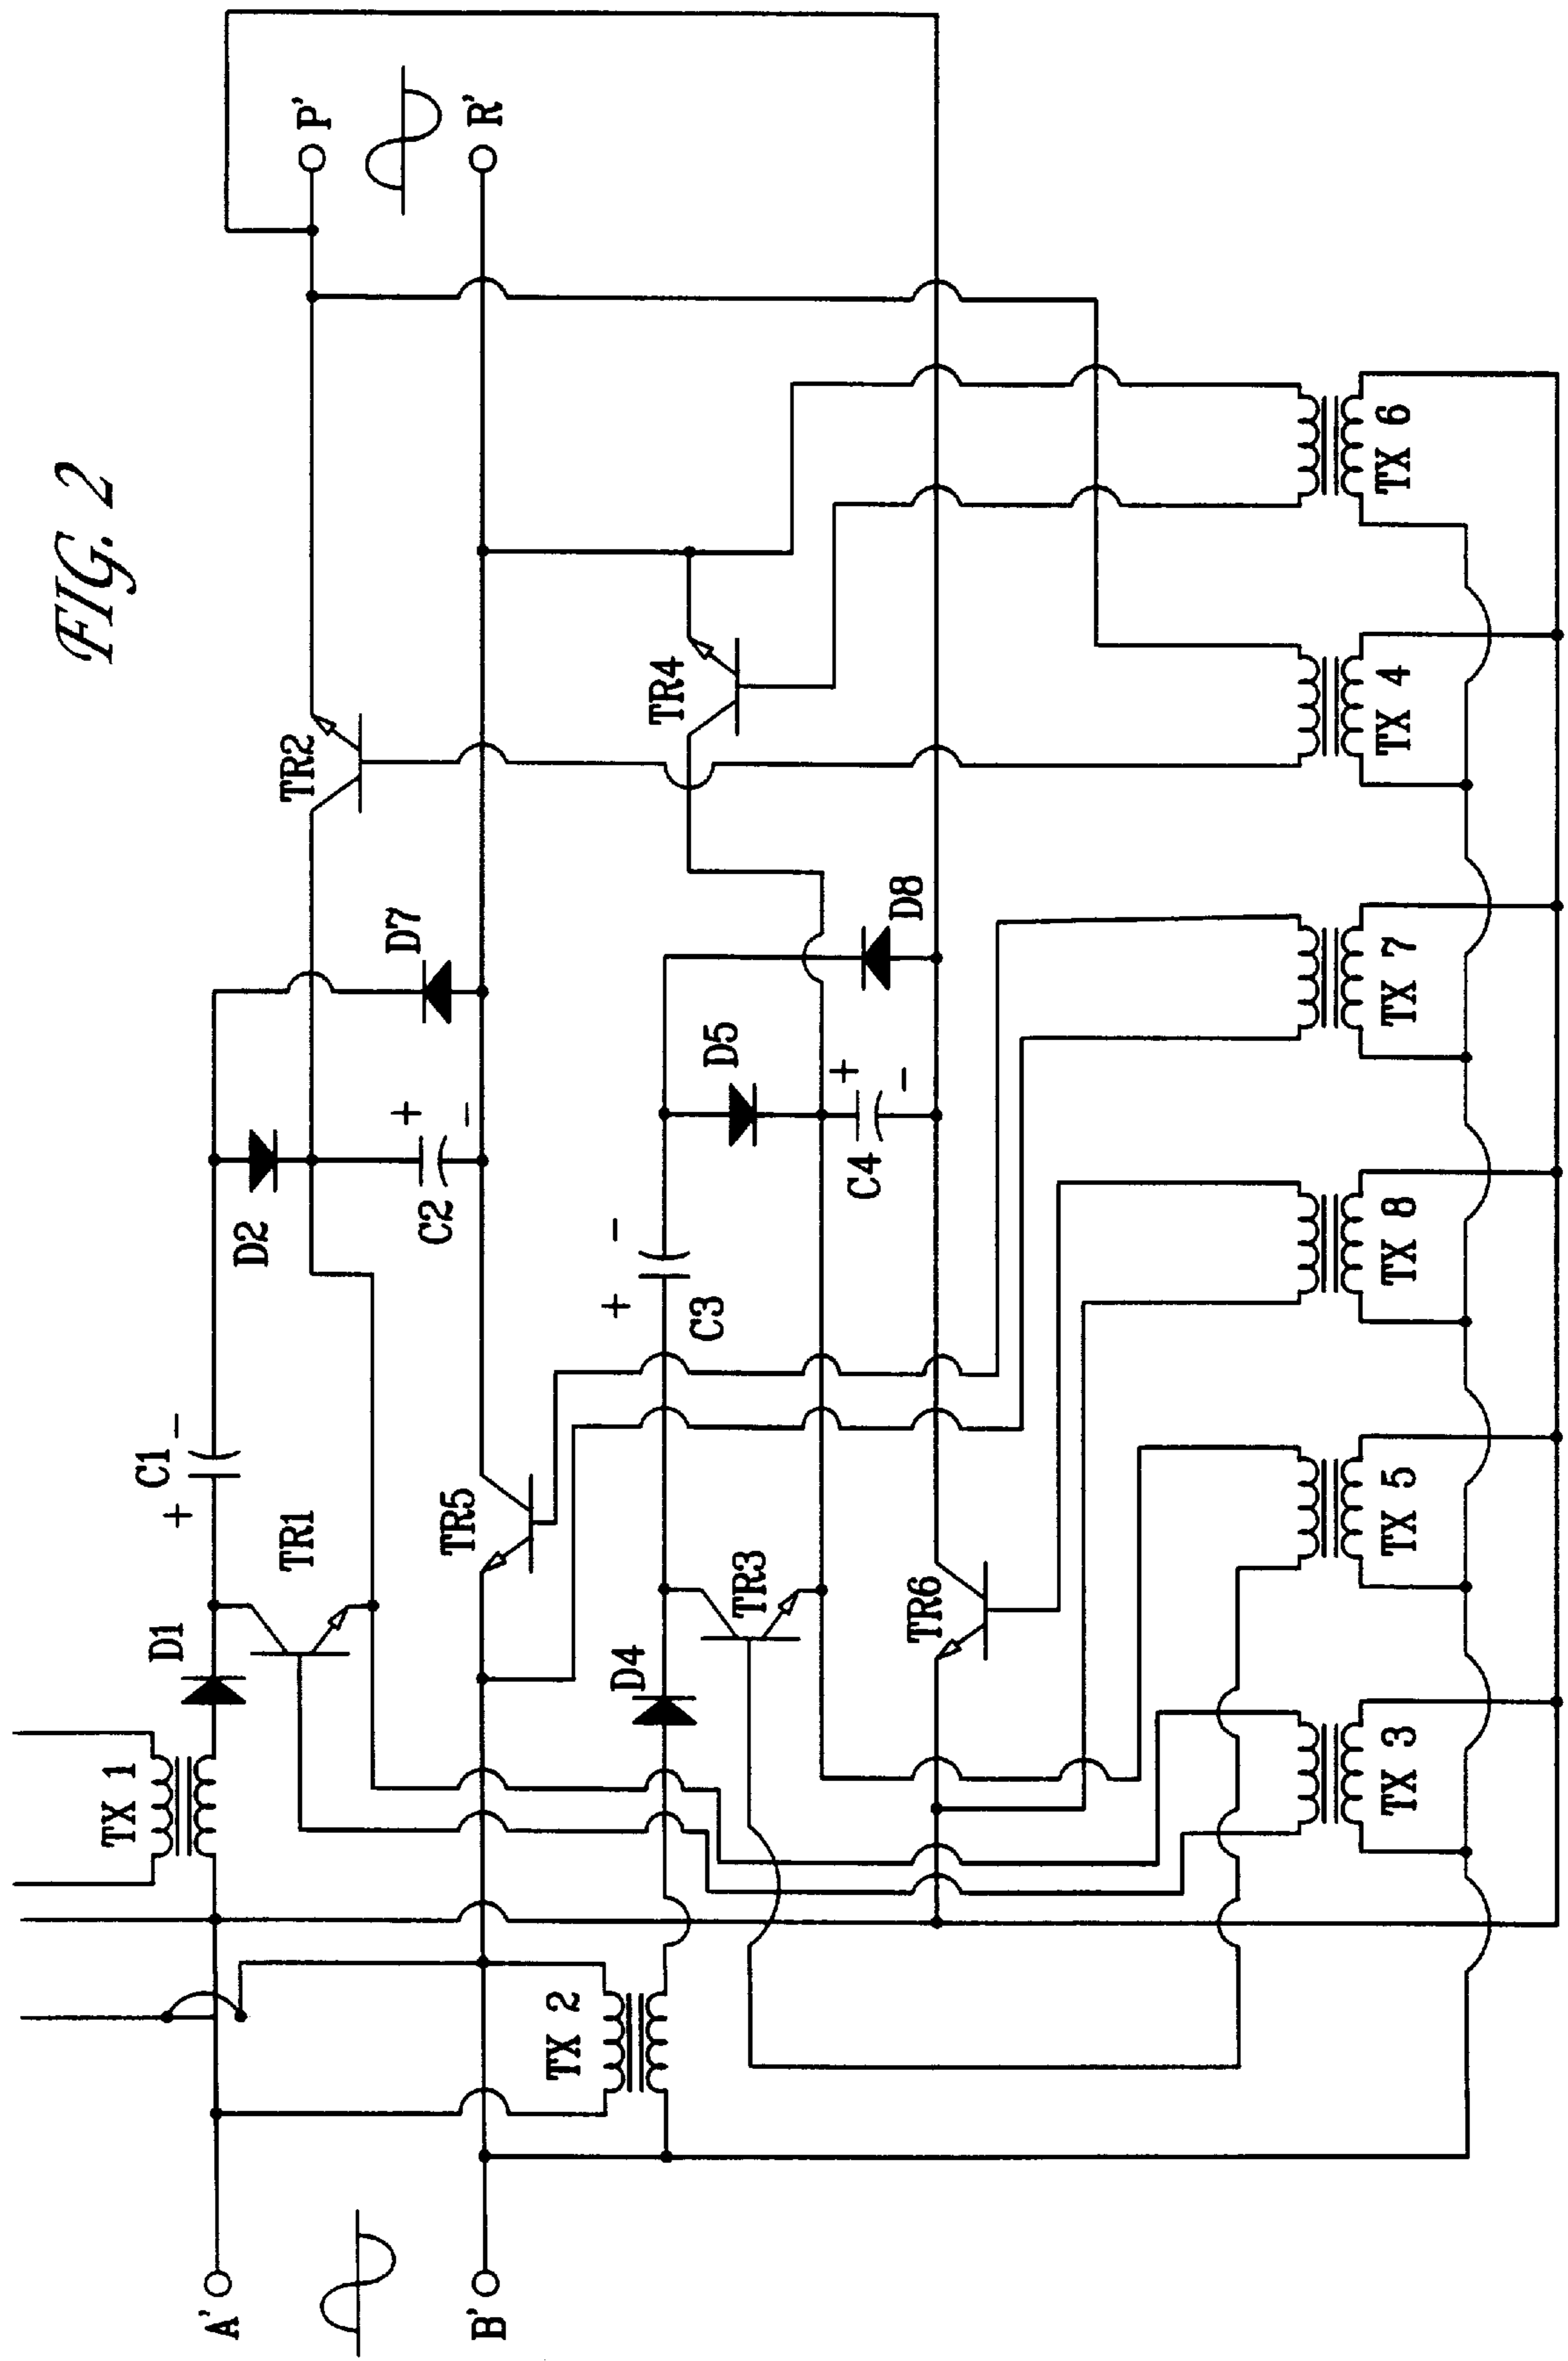 FIG. 2
A'
B'
P'
R'
TX 1
D1
C1
+
-
TR1
D2
C2
+
-
D7
TR2
TX 2
TR5
D4
C3
+
-
TR3
D5
C4
+
-
D8
TR4
TR6
TX 3
TX 5
TX 8
TX 7
TX 4
TX 6